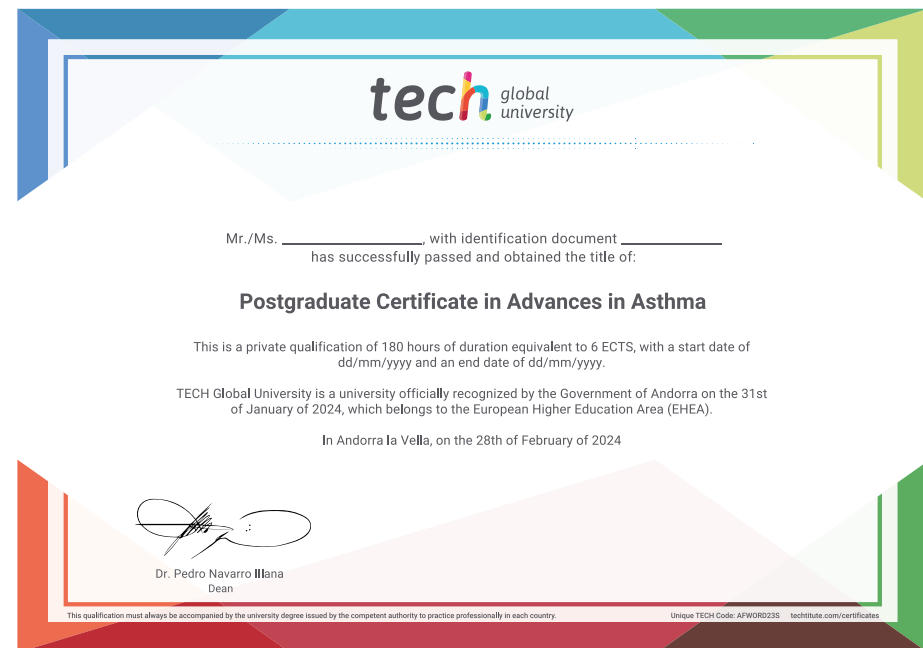 tech global university
Mr./Ms. ____________________, with identification document ______________
has successfully passed and obtained the title of:
Postgraduate Certificate in Advances in Asthma
This is a private qualification of 180 hours of duration equivalent to 6 ECTS, with a start date of
dd/mm/yyyy and an end date of dd/mm/yyyy.
TECH Global University is a university officially recognized by the Government of Andorra on the 31st
of January of 2024, which belongs to the European Higher Education Area (EHEA).
In Andorra la Vella, on the 28th of February of 2024
Dr. Pedro Navarro Illana
Dean
This qualification must always be accompanied by the university degree issued by the competent authority to practice professionally in each country.
Unique TECH Code: AFWORD23S techtitute.com/certificates